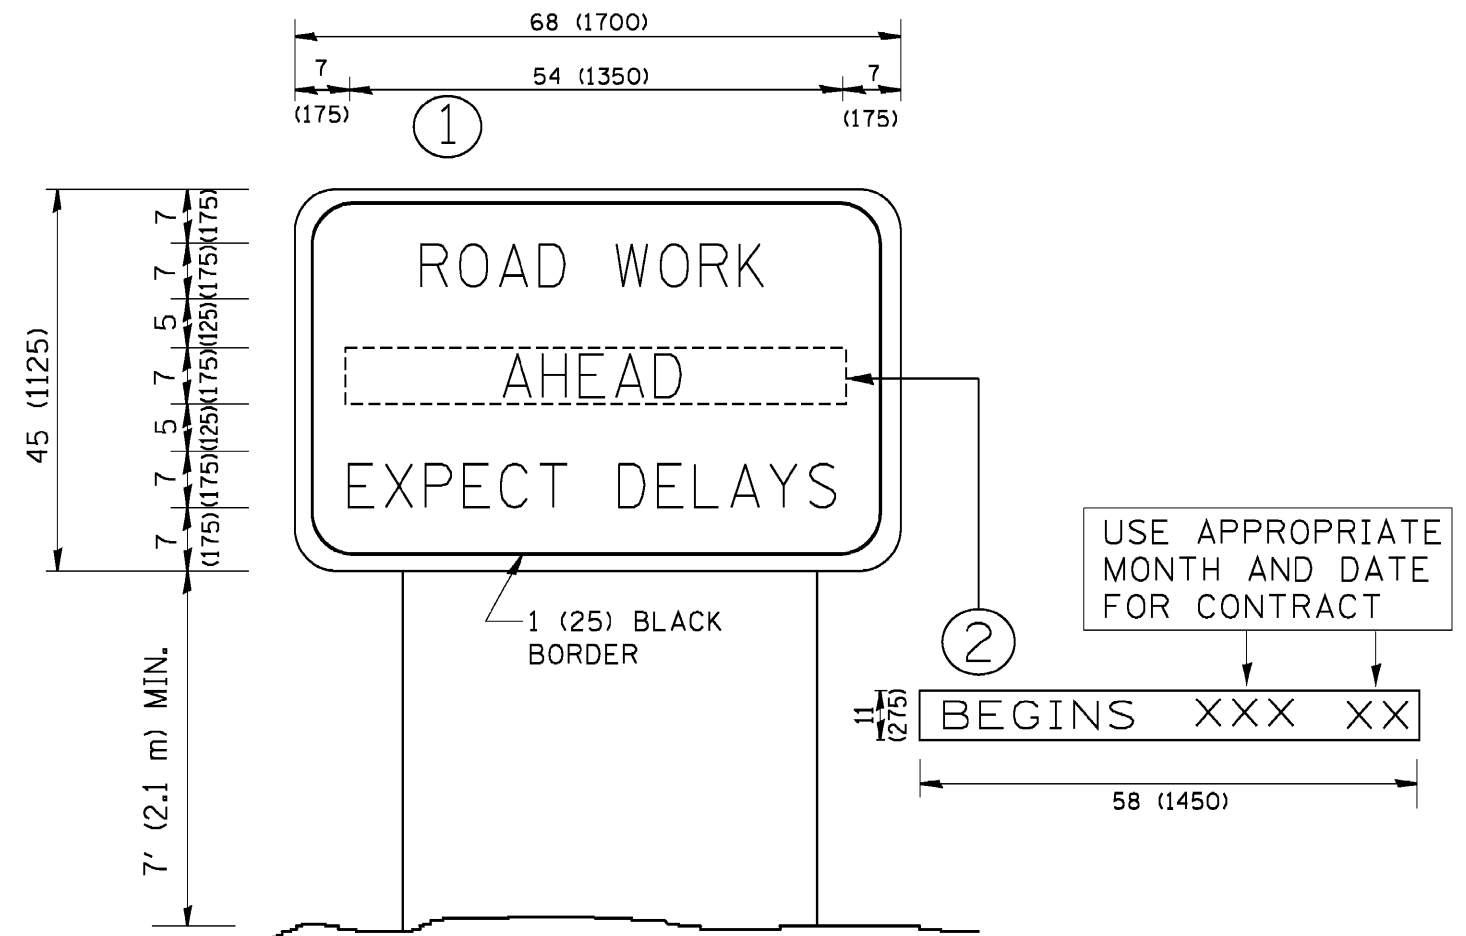 68 (1700)
7
54 (1350)
7
(175)
(175)
1
7 (175)
7 (175)
5 (125)
7 (175)
5 (125)
7 (175)
7 (175)
45 (1125)
ROAD WORK
AHEAD
EXPECT DELAYS
1 (25) BLACK
BORDER
7' (2.1 m) MIN.
2
USE APPROPRIATE
MONTH AND DATE
FOR CONTRACT
11
(275)
BEGINS XXX XX
58 (1450)